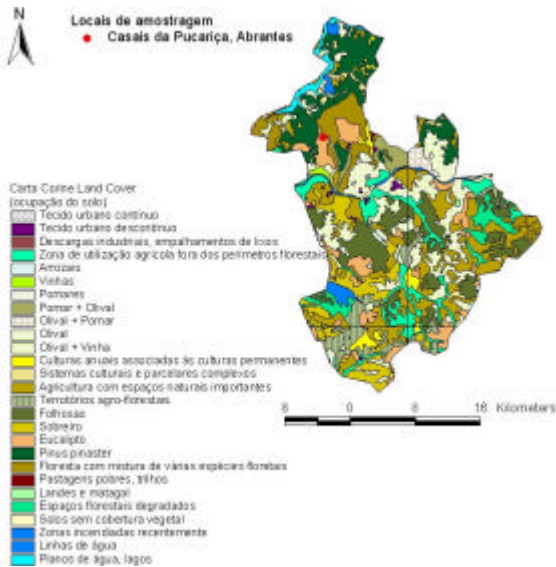 N
Locais de amostragem
Casais da Pucariça, Abrantes
Carta Corine Land Cover
(ocupação do solo)
Tecido urbano contínuo
Tecido urbano descontínuo
Descargas industriais, empalhamentos de lixos
Zona de utilização agrícola fora dos perímetros florestais
Arrozais
Vinhas
Pomares
Pomar + Olival
Olival + Pomar
Olival
Olival + Vinha
Culturas anuais associadas às culturas permanentes
Sistemas culturais e parcelares complexos
Agricultura com espaços naturais importantes
Territórios agro-florestais
Folhosas
Sobreiro
Eucalipto
Pinus pinaster
Floresta com mistura de várias espécies floretais
Pastagens pobres, trilhos
Landes e matagal
Espaços florestais degradados
Solos sem cobertura vegetal
Zonas incendiadas recentemente
Linhas de água
Planos de água, lagos
8 0 8 16 Kilometers